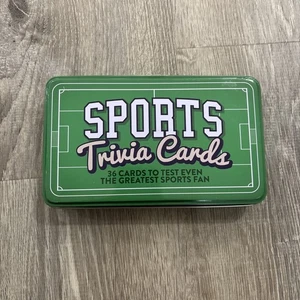 SPORTS
Trivia Cards
36 CARDS TO TEST EVEN
THE GREATEST SPORTS FAN